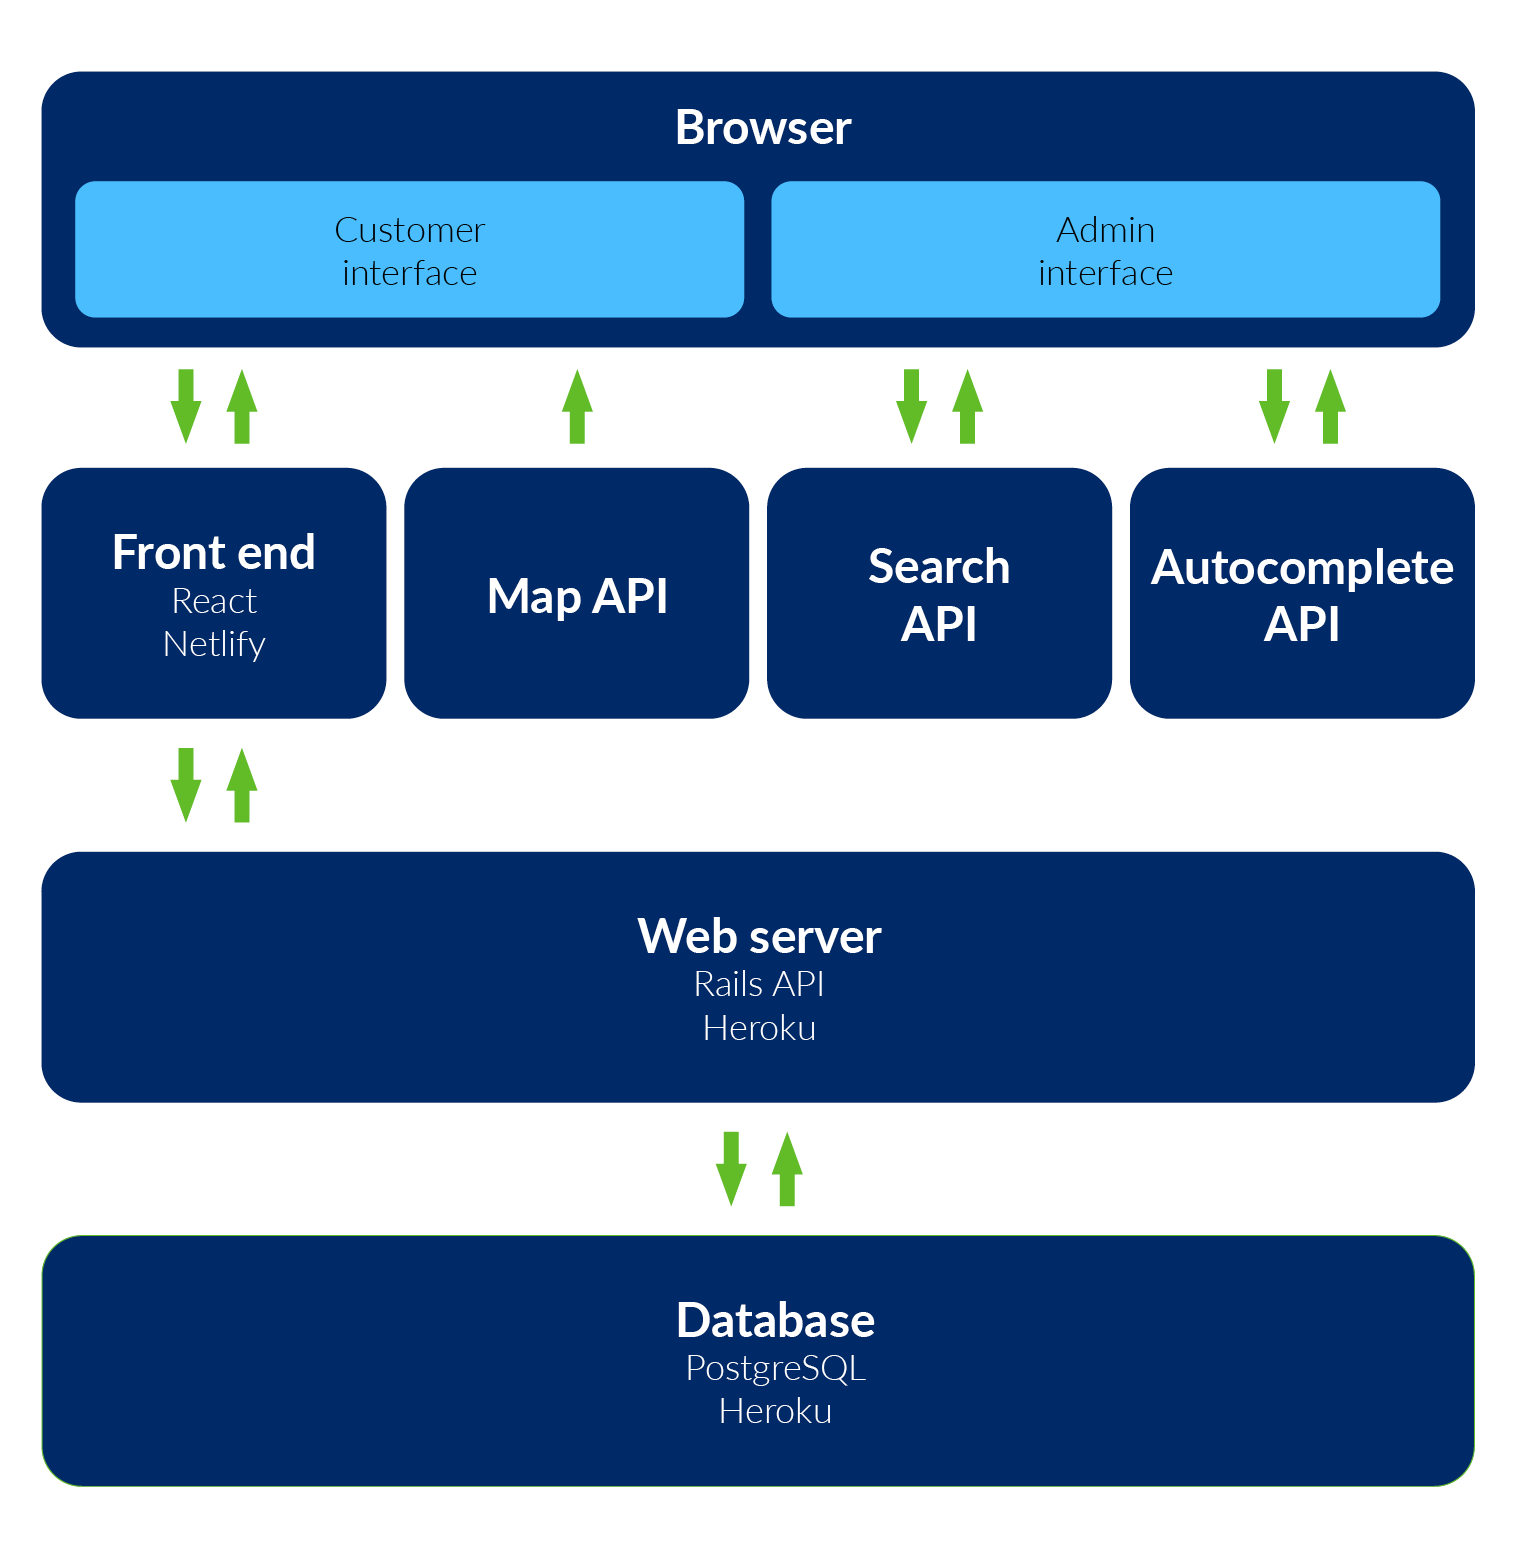 Browser
Customer
interface
Admin
interface
Front end
React
Netlify
Map API
Search
API
Autocomplete
API
Web server
Rails API
Heroku
Database
PostgreSQL
Heroku